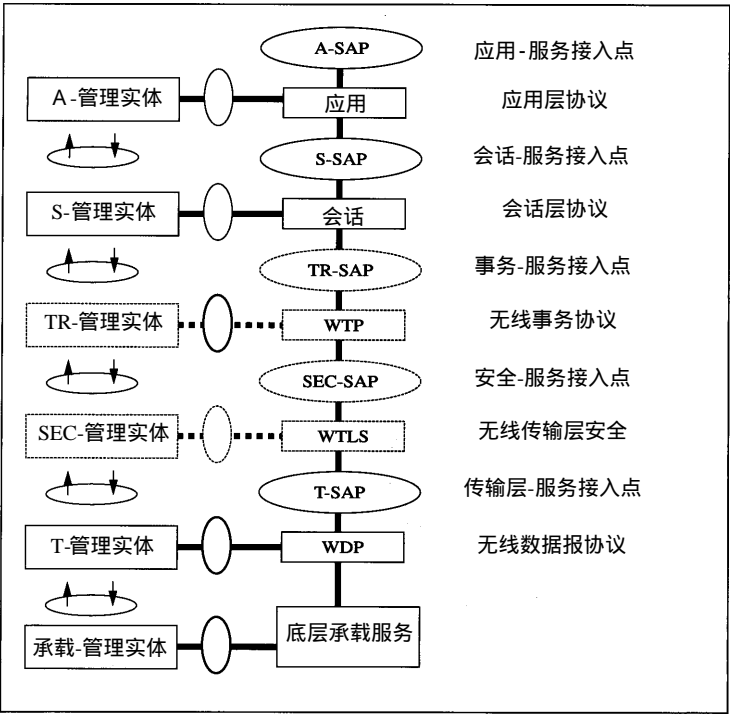 A-SAP
应用-服务接入点
A-管理实体
应用
应用层协议
S-SAP
会话-服务接入点
S-管理实体
会话
会话层协议
TR-SAP
事务-服务接入点
TR-管理实体
WTP
无线事务协议
SEC-SAP
安全-服务接入点
SEC-管理实体
WTLS
无线传输层安全
T-SAP
传输层-服务接入点
T-管理实体
WDP
无线数据报协议
承载-管理实体
底层承载服务